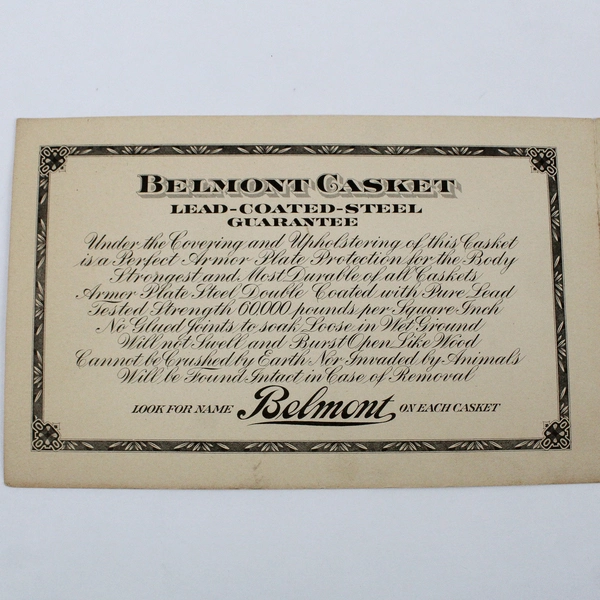 BELMONT CASKET
LEAD-COATED-STEEL
GUARANTEE
Under the Covering and Upholstering of this Casket
is a Perfect Armor Plate Protection for the Body
Strongest and Most Durable of all Caskets
Armor Plate Steel Double Coated with Pure Lead
Tested Strength 60000 pounds per Square Inch
No Glued Joints to soak Loose in Wet Ground
Will not Swell and Burst Open Like Wood
Cannot be Crushed by Earth Nor Invaded by Animals
Will be Found Intact in Case of Removal
LOOK FOR NAME Belmont ON EACH CASKET